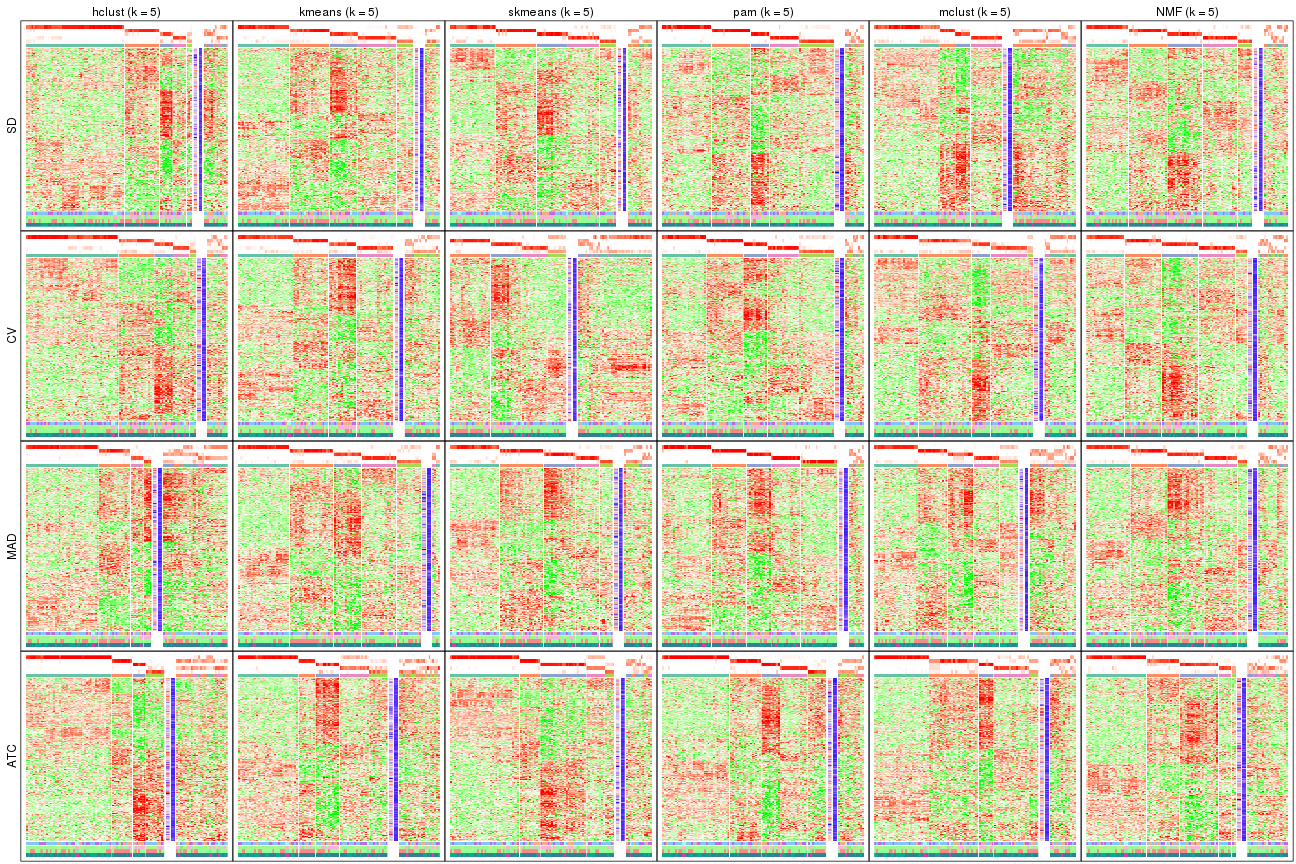 hclust (k = 5)
kmeans (k = 5)
skmeans (k = 5)
pam (k = 5)
mclust (k = 5)
NMF (k = 5)
SD
CV
MAD
ATC